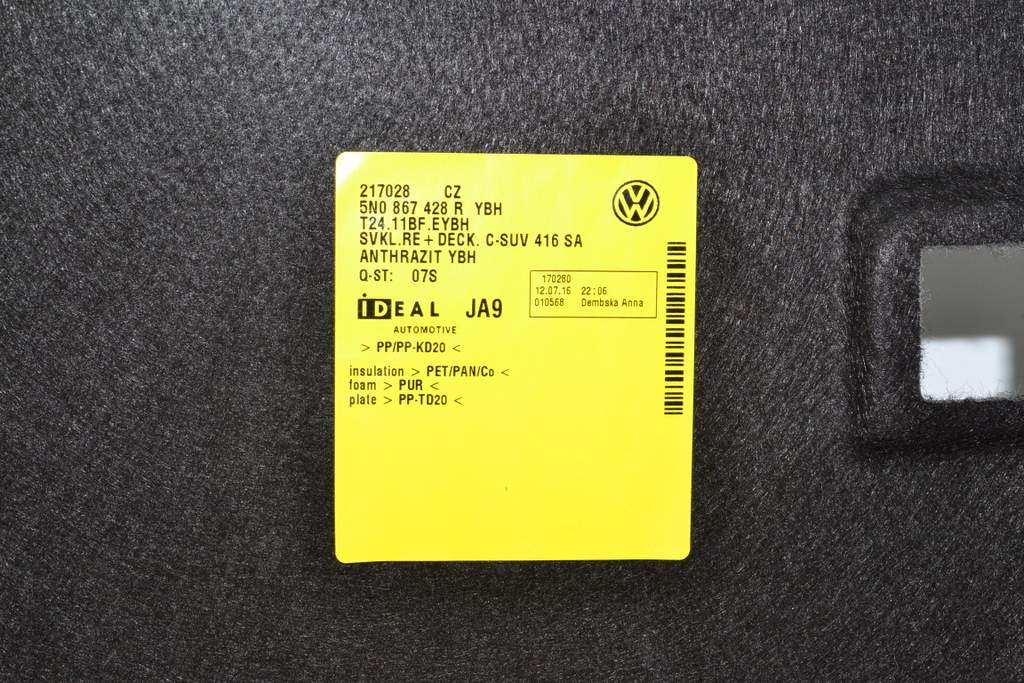 217028 CZ
5N0 867 428 R YBH
T24.11BF.EYBH
SVKL.RE+DECK. C-SUV 416 SA
ANTHRAZIT YBH
Q-ST: 07S
170280
12.07.16 22:06
010568 Dembska Anna
iDEAL JA9
AUTOMOTIVE
> PP/PP-KD20 <
insulation > PET/PAN/Co <
foam > PUR <
plate > PP-TD20 <